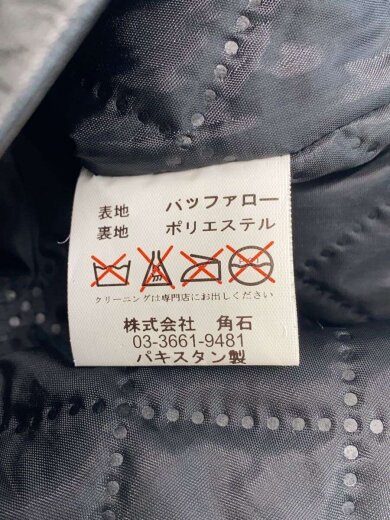 表地 バッファロー
裏地 ポリエステル
クリーニングは専門店にお出しください
株式会社 角石
03-3661-9481
パキスタン製